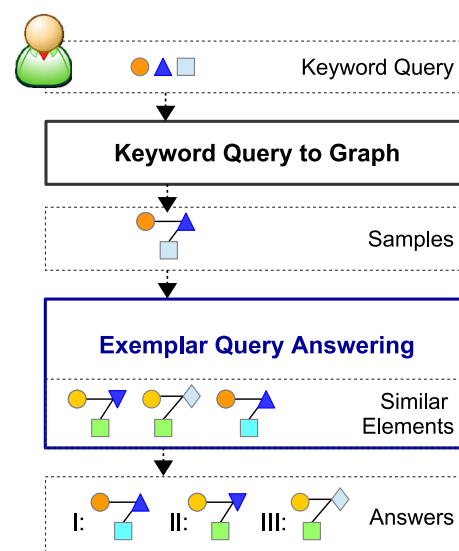 Keyword Query
Keyword Query to Graph
Samples
Exemplar Query Answering
Similar
Elements
I: II: III: Answers